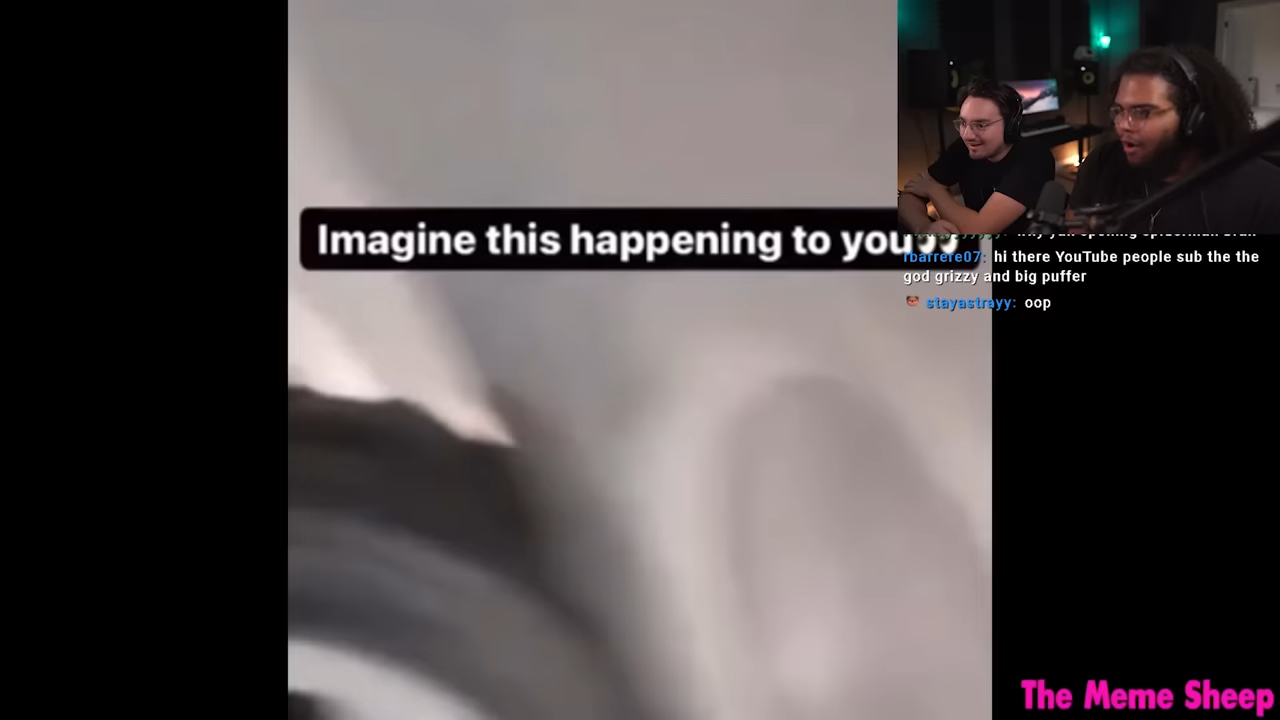 Imagine this happening to you
rbarrere07: hi there YouTube people sub the the
god grizzy and big puffer
stayastrayy: oop
The Meme Sheep